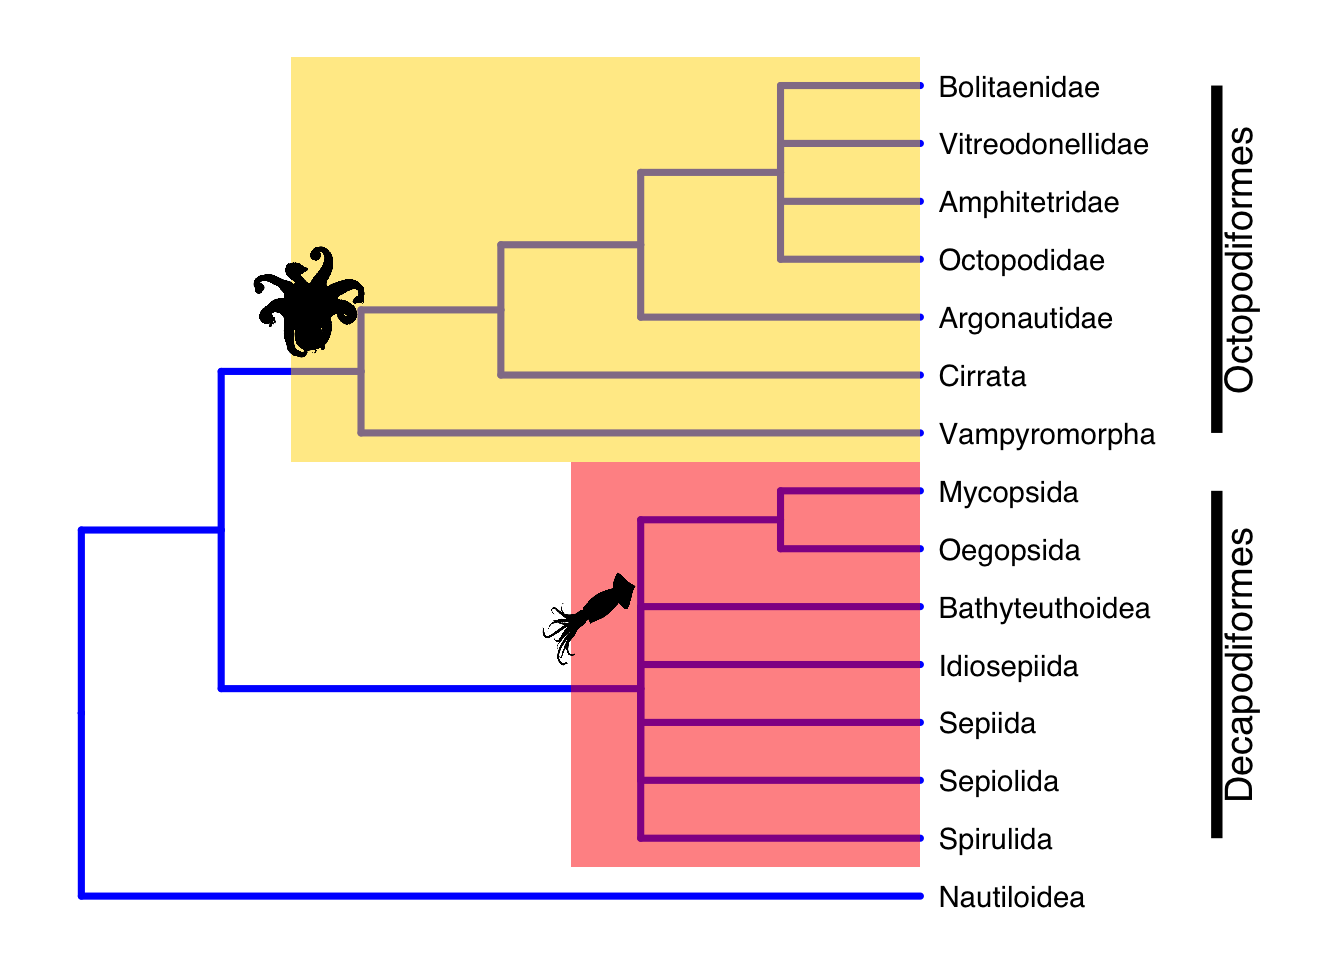 Bolitaenidae
Vitreodonellidae
Amphitetridae
Octopodidae
Argonautidae
Cirrata
Vampyromorpha
Mycopsida
Oegopsida
Bathyteuthoidea
Idiosepiida
Sepiida
Sepiolida
Spirulida
Nautiloidea
Octopodiformes
Decapodiformes